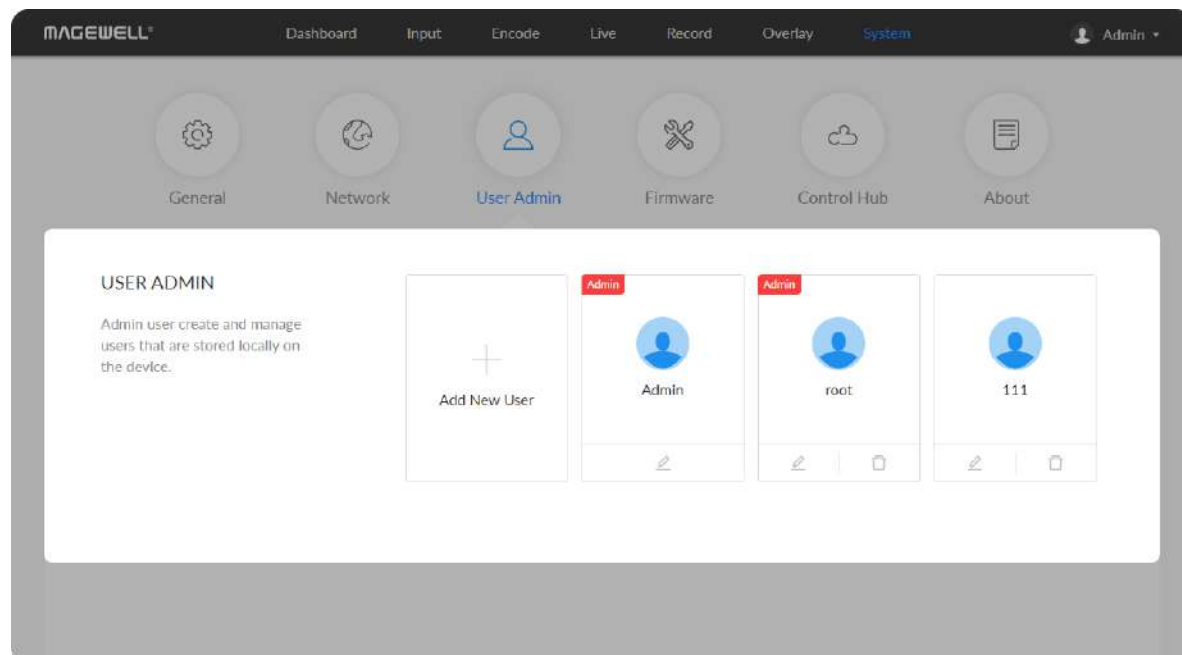 MAGEWELL®
Dashboard Input Encode Live Record Overlay System Admin
General Network User Admin Firmware Control Hub About
USER ADMIN
Admin user create and manage
users that are stored locally on
the device.
Add New User
Admin
Admin
Admin
root
111